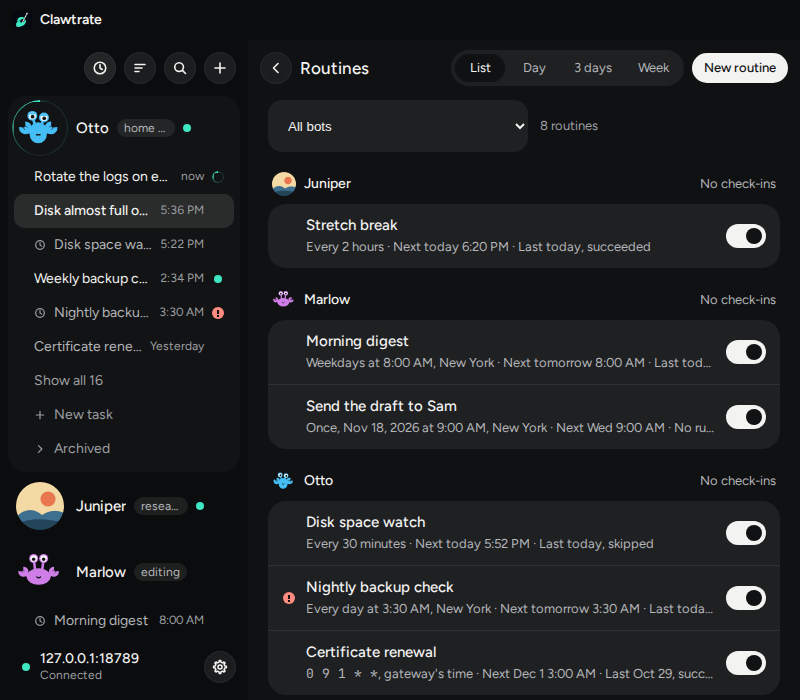 Clawtrate
Otto home ...
Rotate the logs on e... now
Disk almost full o... 5:36 PM
Disk space wa... 5:22 PM
Weekly backup c... 2:34 PM
Nightly backu... 3:30 AM
Certificate rene... Yesterday
Show all 16
New task
Archived
Juniper resea...
Marlow editing
Morning digest 8:00 AM
127.0.0.1:18789
Connected
Routines
List Day 3 days Week
New routine
All bots
8 routines
Juniper No check-ins
Stretch break
Every 2 hours · Next today 6:20 PM · Last today, succeeded
Marlow No check-ins
Morning digest
Weekdays at 8:00 AM, New York · Next tomorrow 8:00 AM · Last tod...
Send the draft to Sam
Once, Nov 18, 2026 at 9:00 AM, New York · Next Wed 9:00 AM · No ru...
Otto No check-ins
Disk space watch
Every 30 minutes · Next today 5:52 PM · Last today, skipped
Nightly backup check
Every day at 3:30 AM, New York · Next tomorrow 3:30 AM · Last toda...
Certificate renewal
0 9 1 * *, gateway's time · Next Dec 1 3:00 AM · Last Oct 29, succ...